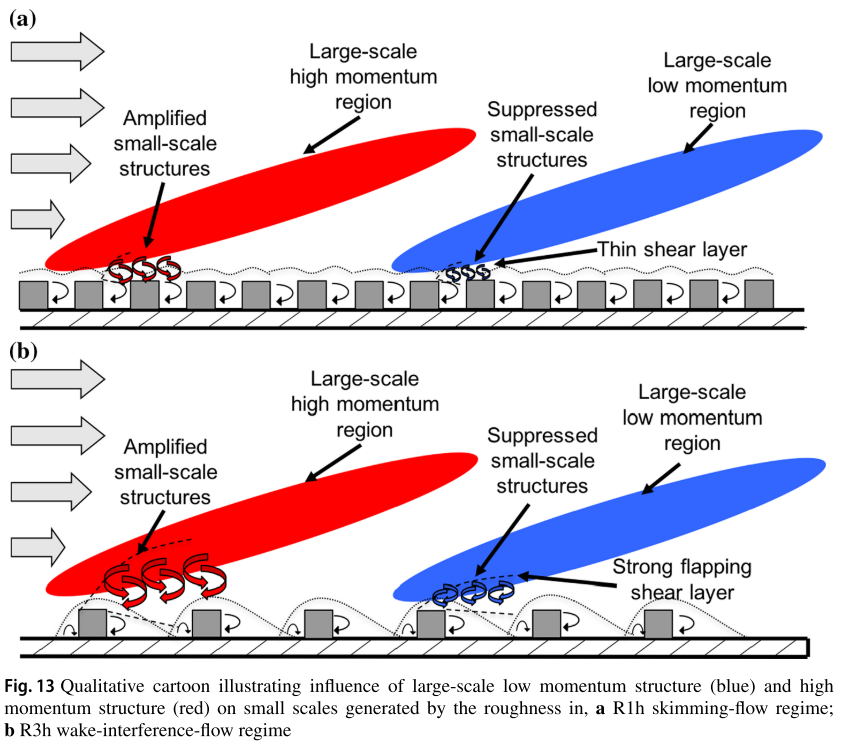 (a)
Large-scale
high momentum
region
Large-scale
low momentum
region
Amplified
small-scale
structures
Suppressed
small-scale
structures
Thin shear layer
(b)
Large-scale
high momentum
region
Large-scale
low momentum
region
Amplified
small-scale
structures
Suppressed
small-scale
structures
Strong flapping
shear layer
Fig. 13 Qualitative cartoon illustrating influence of large-scale low momentum structure (blue) and high
momentum structure (red) on small scales generated by the roughness in, a R1h skimming-flow regime;
b R3h wake-interference-flow regime